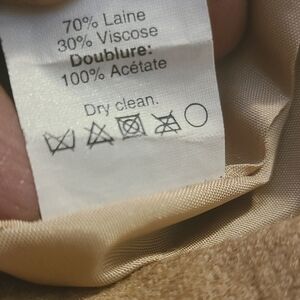 70% Laine
30% Viscose
Doublure:
100% Acétate
Dry clean.